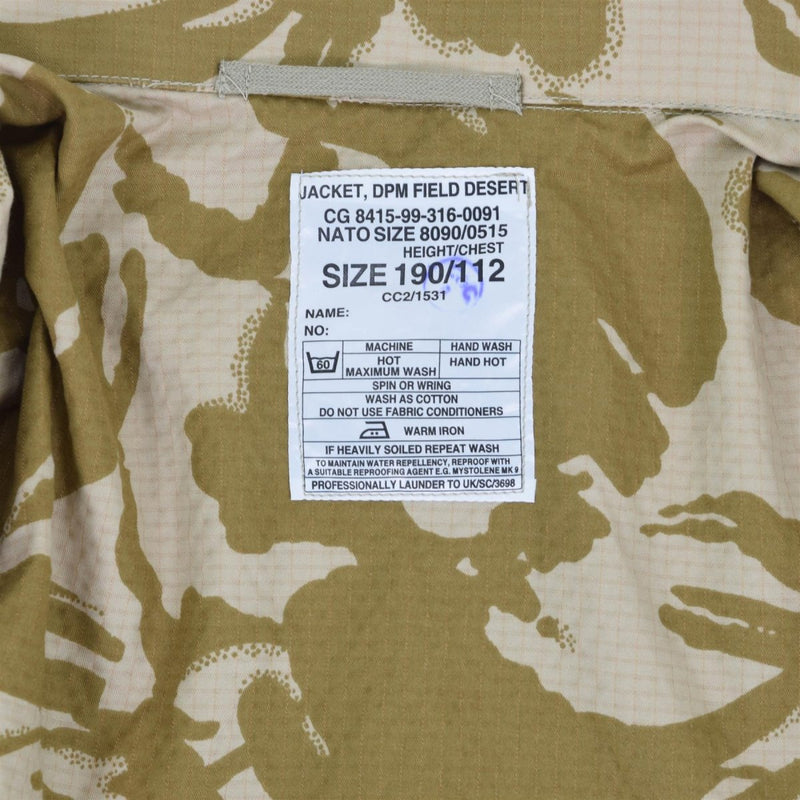 JACKET, DPM FIELD DESERT
CG 8415-99-316-0091
NATO SIZE 8090/0515
HEIGHT/CHEST
SIZE 190/112
CC2/1531
NAME:
NO:
MACHINE HAND WASH
60 HOT HAND HOT
MAXIMUM WASH
SPIN OR WRING
WASH AS COTTON
DO NOT USE FABRIC CONDITIONERS
WARM IRON
IF HEAVILY SOILED REPEAT WASH
TO MAINTAIN WATER REPELLENCY, REPROOF WITH
A SUITABLE REPROOFING AGENT E.G. MYSTOLENE MK 9
PROFESSIONALLY LAUNDER TO UK/SC/3698